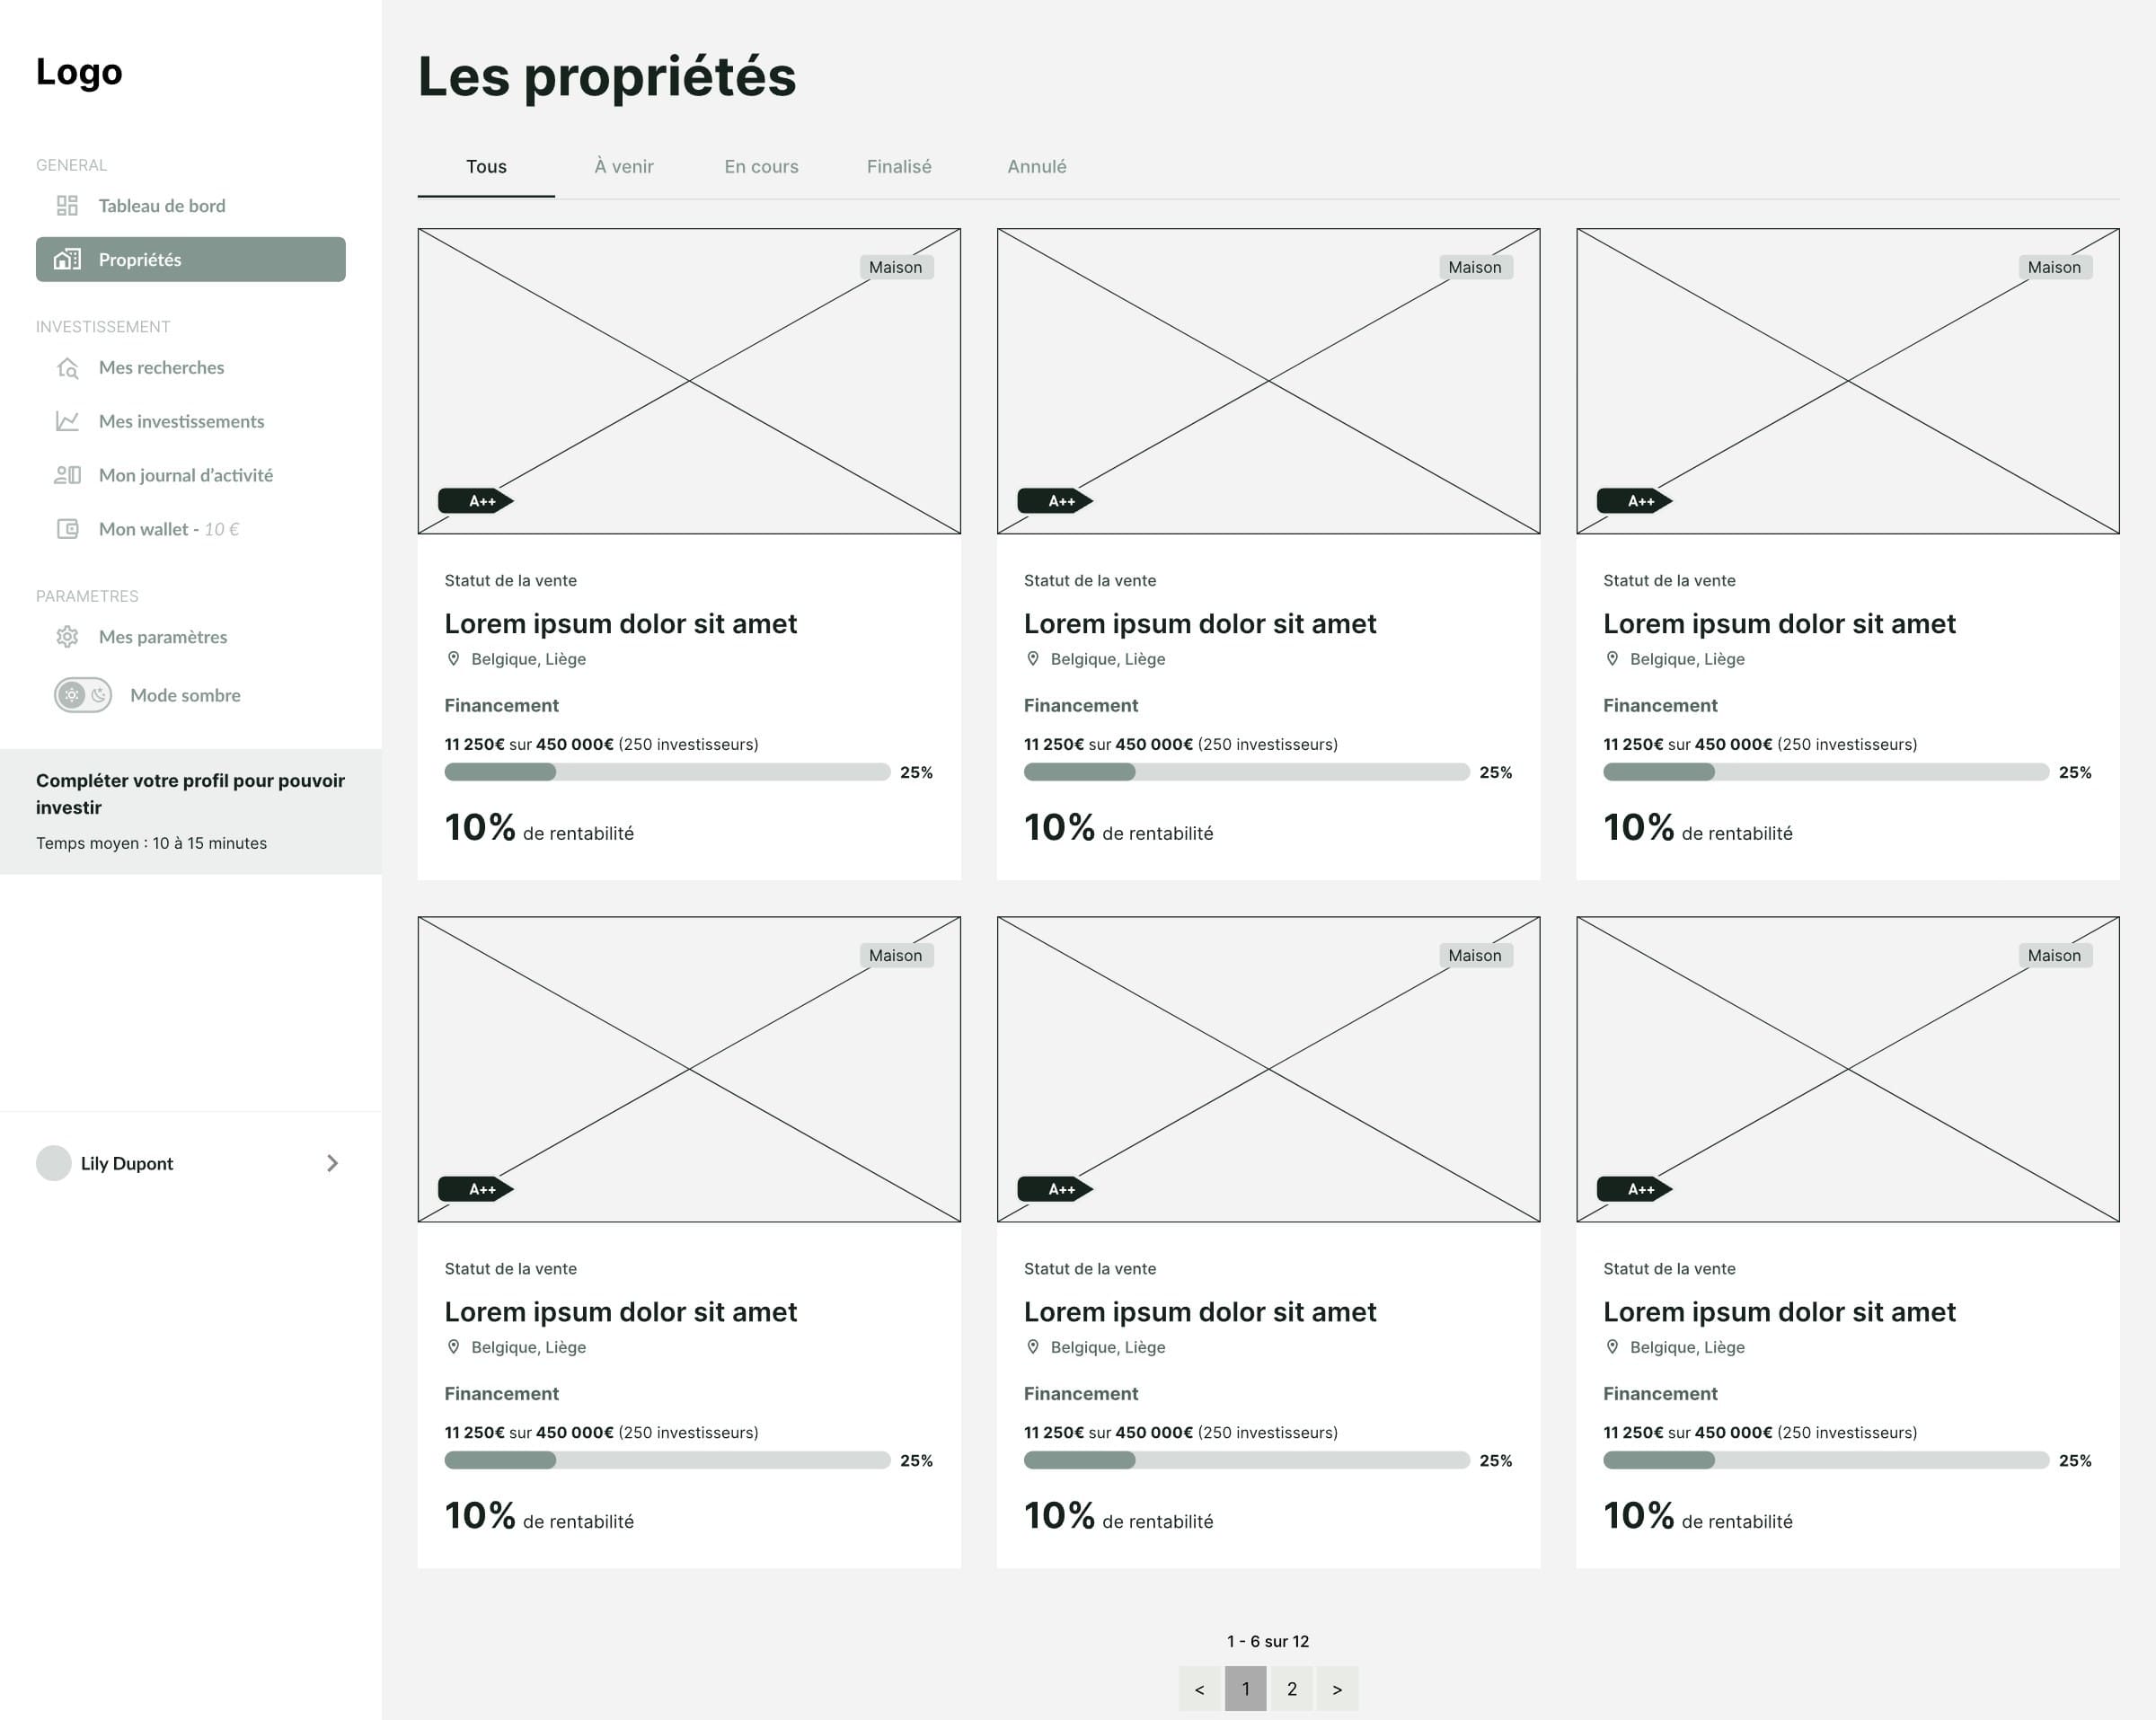 Logo
GENERAL
Tableau de bord
Propriétés
INVESTISSEMENT
Mes recherches
Mes investissements
Mon journal d'activité
Mon wallet - 10 €
PARAMETRES
Mes paramètres
Mode sombre
Compléter votre profil pour pouvoir
investir
Temps moyen : 10 à 15 minutes
Lily Dupont
Les propriétés
Tous À venir En cours Finalisé Annulé
Maison
A++
Statut de la vente
Lorem ipsum dolor sit amet
Belgique, Liège
Financement
11 250€ sur 450 000€ (250 investisseurs)
25%
10% de rentabilité
Maison
A++
Statut de la vente
Lorem ipsum dolor sit amet
Belgique, Liège
Financement
11 250€ sur 450 000€ (250 investisseurs)
25%
10% de rentabilité
Maison
A++
Statut de la vente
Lorem ipsum dolor sit amet
Belgique, Liège
Financement
11 250€ sur 450 000€ (250 investisseurs)
25%
10% de rentabilité
Maison
A++
Statut de la vente
Lorem ipsum dolor sit amet
Belgique, Liège
Financement
11 250€ sur 450 000€ (250 investisseurs)
25%
10% de rentabilité
Maison
A++
Statut de la vente
Lorem ipsum dolor sit amet
Belgique, Liège
Financement
11 250€ sur 450 000€ (250 investisseurs)
25%
10% de rentabilité
Maison
A++
Statut de la vente
Lorem ipsum dolor sit amet
Belgique, Liège
Financement
11 250€ sur 450 000€ (250 investisseurs)
25%
10% de rentabilité
1 - 6 sur 12
< 1 2 >